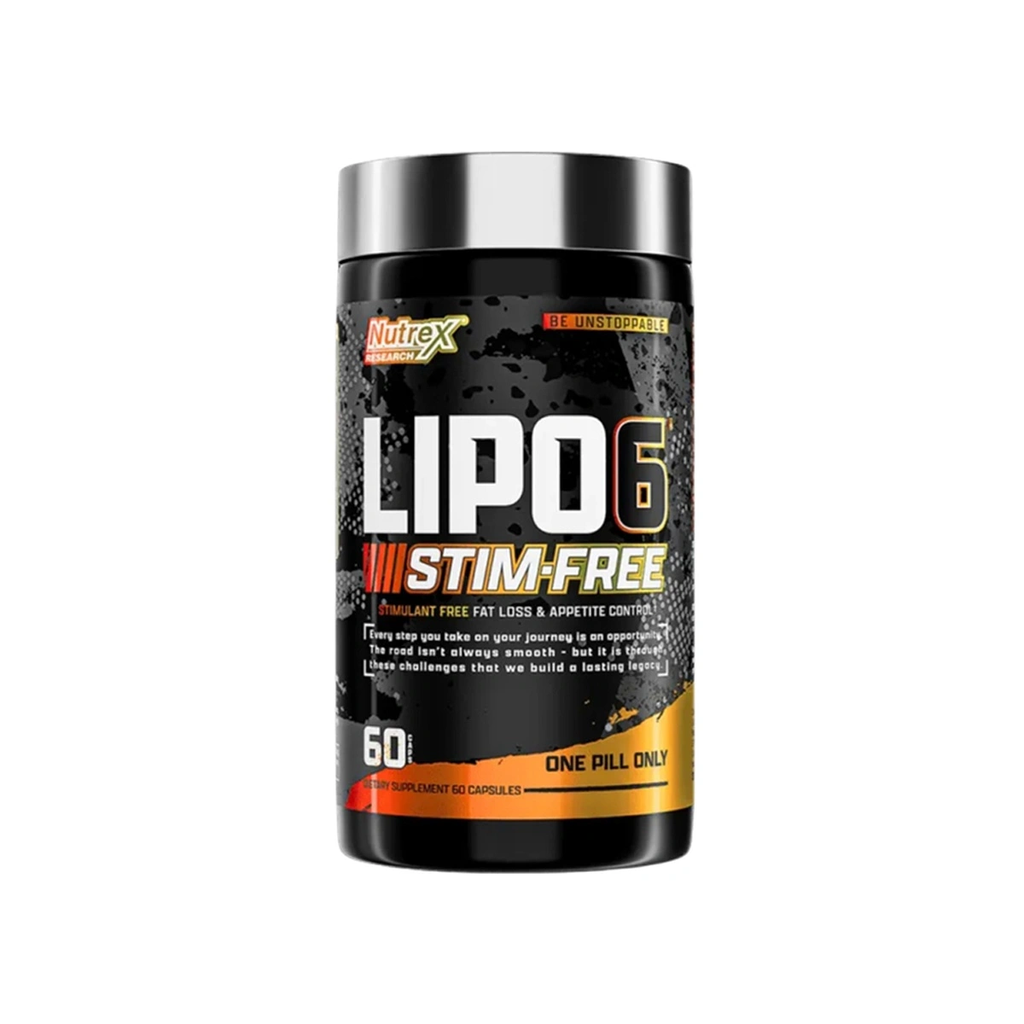 Nutrex
RESEARCH
BE UNSTOPPABLE
LIPO6
STIM-FREE
STIMULANT FREE FAT LOSS & APPETITE CONTROL
Every step you take on your journey is an opportunity.
The road isn't always smooth - but it is through
these challenges that we build a lasting legacy.
60 CAPS
ONE PILL ONLY
DIETARY SUPPLEMENT 60 CAPSULES